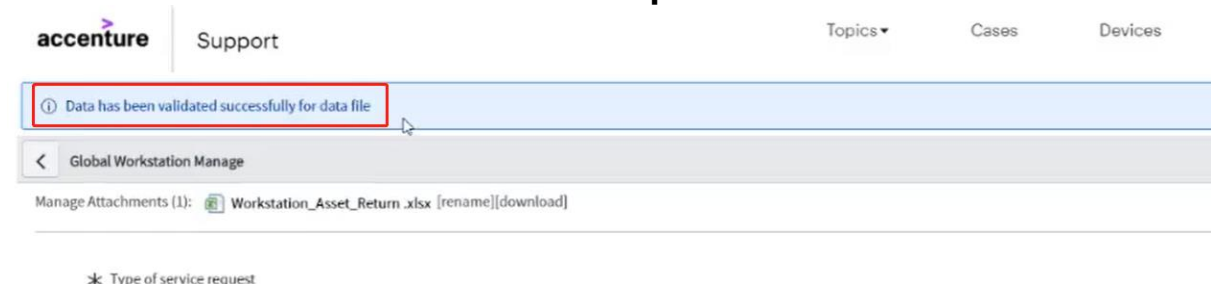 accenture Support Topics▾ Cases Devices
Data has been validated successfully for data file
Global Workstation Manage
Manage Attachments (1): Workstation_Asset_Return .xlsx [rename][download]
* Type of service request